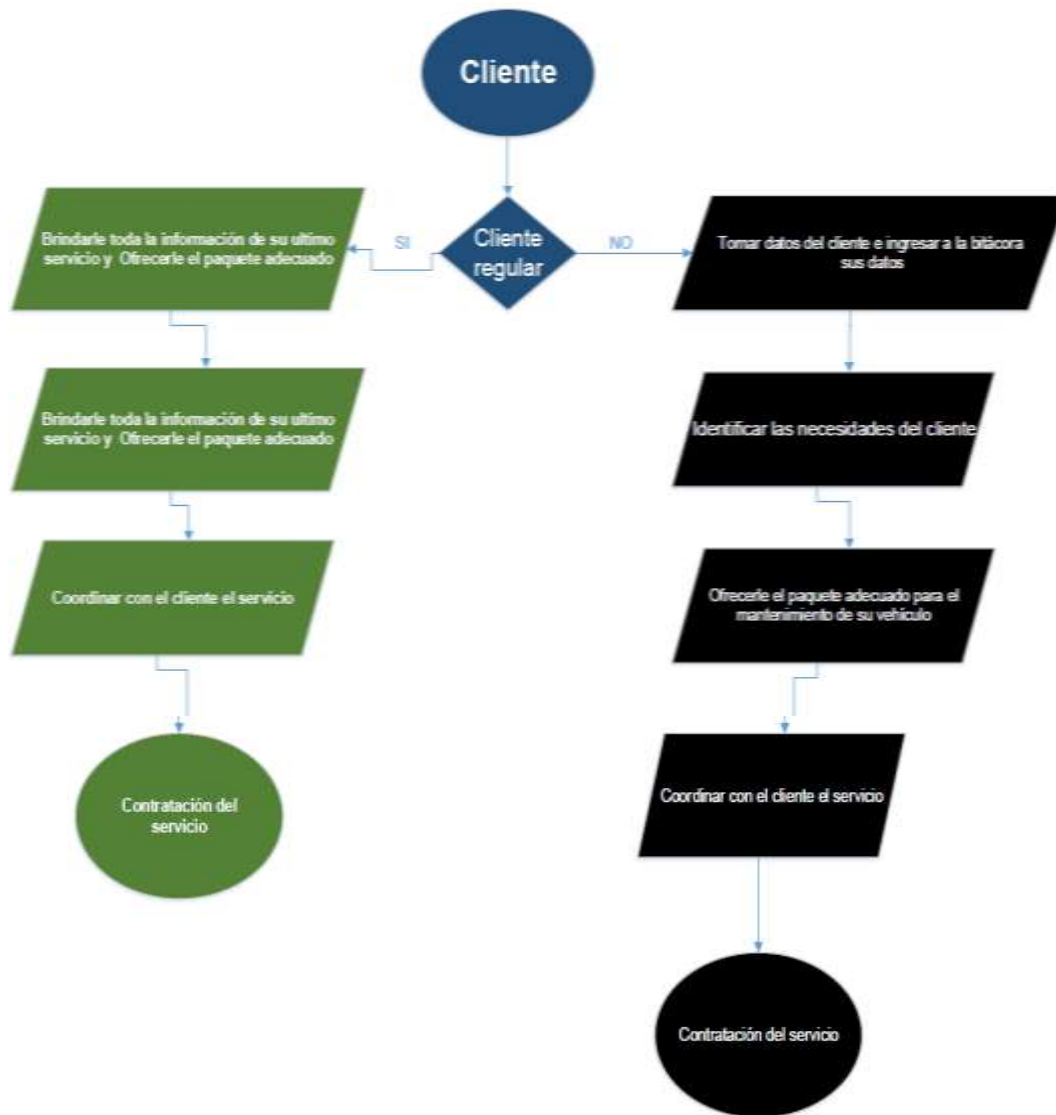 Cliente
Cliente
regular
SI
NO
Brindarle toda la información de su ultimo
servicio y Ofrecerle el paquete adecuado
Brindarle toda la información de su ultimo
servicio y Ofrecerle el paquete adecuado
Coordinar con el cliente el servicio
Contratación del
servicio
Tomar datos del cliente e ingresar a la bitácora
sus datos
Identificar las necesidades del cliente
Ofrecerle el paquete adecuado para el
mantenimiento de su vehículo
Coordinar con el cliente el servicio
Contratación del servicio